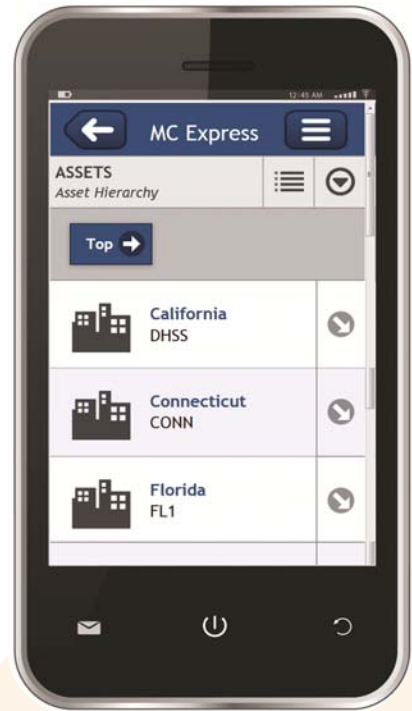 12:45 AM
MC Express
ASSETS
Asset Hierarchy
Top
California
DHSS
Connecticut
CONN
Florida
FL1